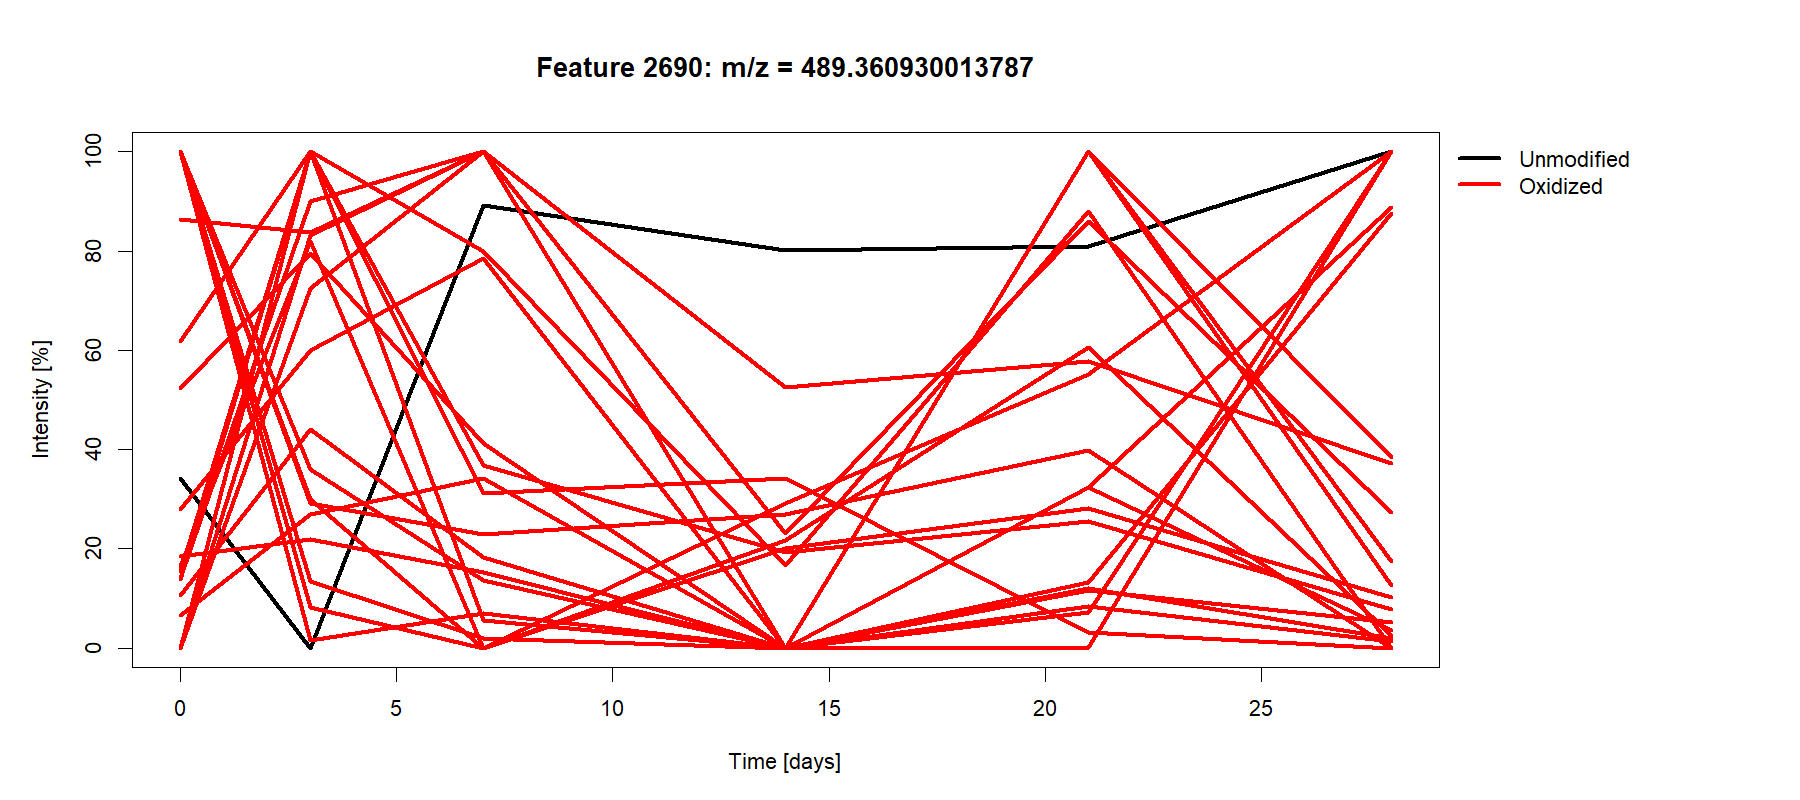 Feature 2690: m/z = 489.360930013787
100
80
60
40
20
0
Intensity [%]
0 5 10 15 20 25
Time [days]
Unmodified
Oxidized